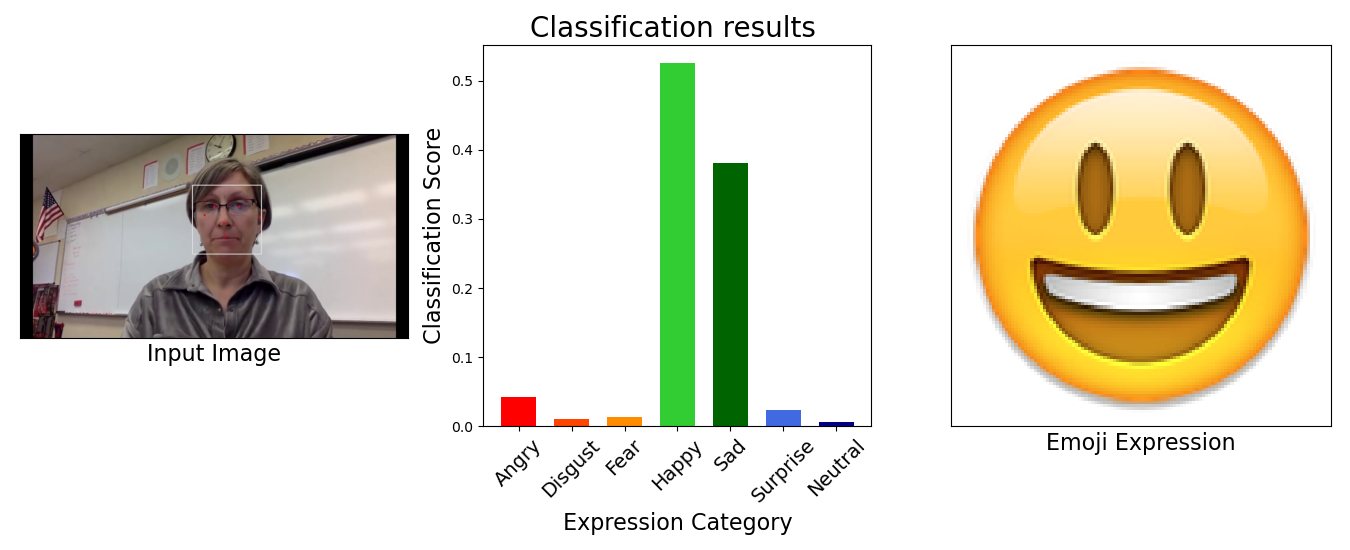 Classification results
Classification Score
0.5
0.4
0.3
0.2
0.1
0.0
Angry
Disgust
Fear
Happy
Sad
Surprise
Neutral
Expression Category
Input Image
Emoji Expression